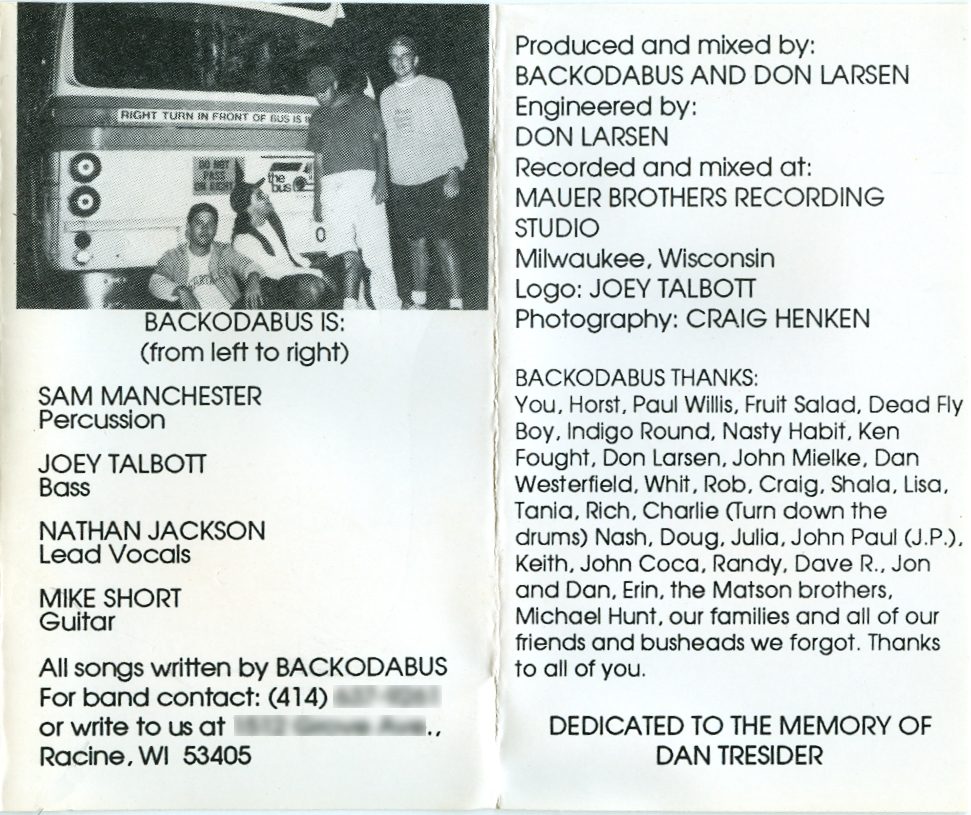 RIGHT TURN IN FRONT OF BUS IS
DO NOT
PASS
ON RIGHT
the
bus
0
BACKODABUS IS:
(from left to right)
SAM MANCHESTER
Percussion
JOEY TALBOTT
Bass
NATHAN JACKSON
Lead Vocals
MIKE SHORT
Guitar
All songs written by BACKODABUS
For band contact: (414)
or write to us at .,
Racine, WI 53405
Produced and mixed by:
BACKODABUS AND DON LARSEN
Engineered by:
DON LARSEN
Recorded and mixed at:
MAUER BROTHERS RECORDING
STUDIO
Milwaukee, Wisconsin
Logo: JOEY TALBOTT
Photography: CRAIG HENKEN
BACKODABUS THANKS:
You, Horst, Paul Willis, Fruit Salad, Dead Fly
Boy, Indigo Round, Nasty Habit, Ken
Fought, Don Larsen, John Mielke, Dan
Westerfield, Whit, Rob, Craig, Shala, Lisa,
Tania, Rich, Charlie (Turn down the
drums) Nash, Doug, Julia, John Paul (J.P.),
Keith, John Coca, Randy, Dave R., Jon
and Dan, Erin, the Matson brothers,
Michael Hunt, our families and all of our
friends and busheads we forgot. Thanks
to all of you.
DEDICATED TO THE MEMORY OF
DAN TRESIDER